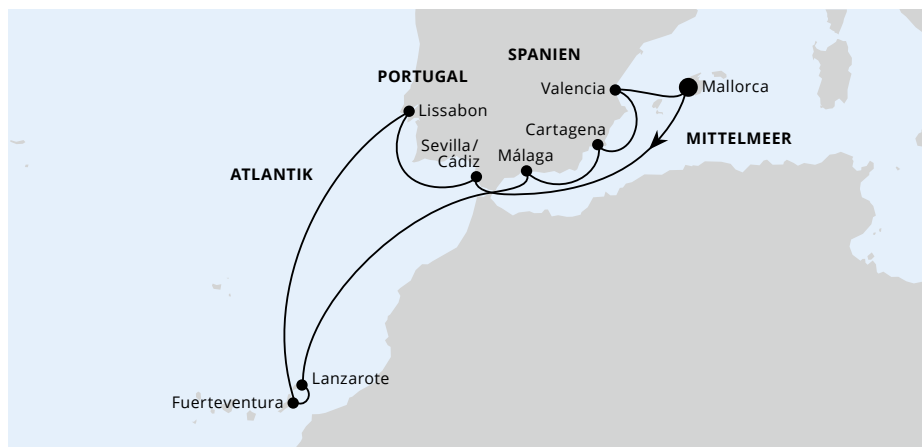 SPANIEN
PORTUGAL
Valencia
Mallorca
Lissabon
Cartagena
MITTELMEER
Sevilla/
Cádiz
Málaga
ATLANTIK
Lanzarote
Fuerteventura